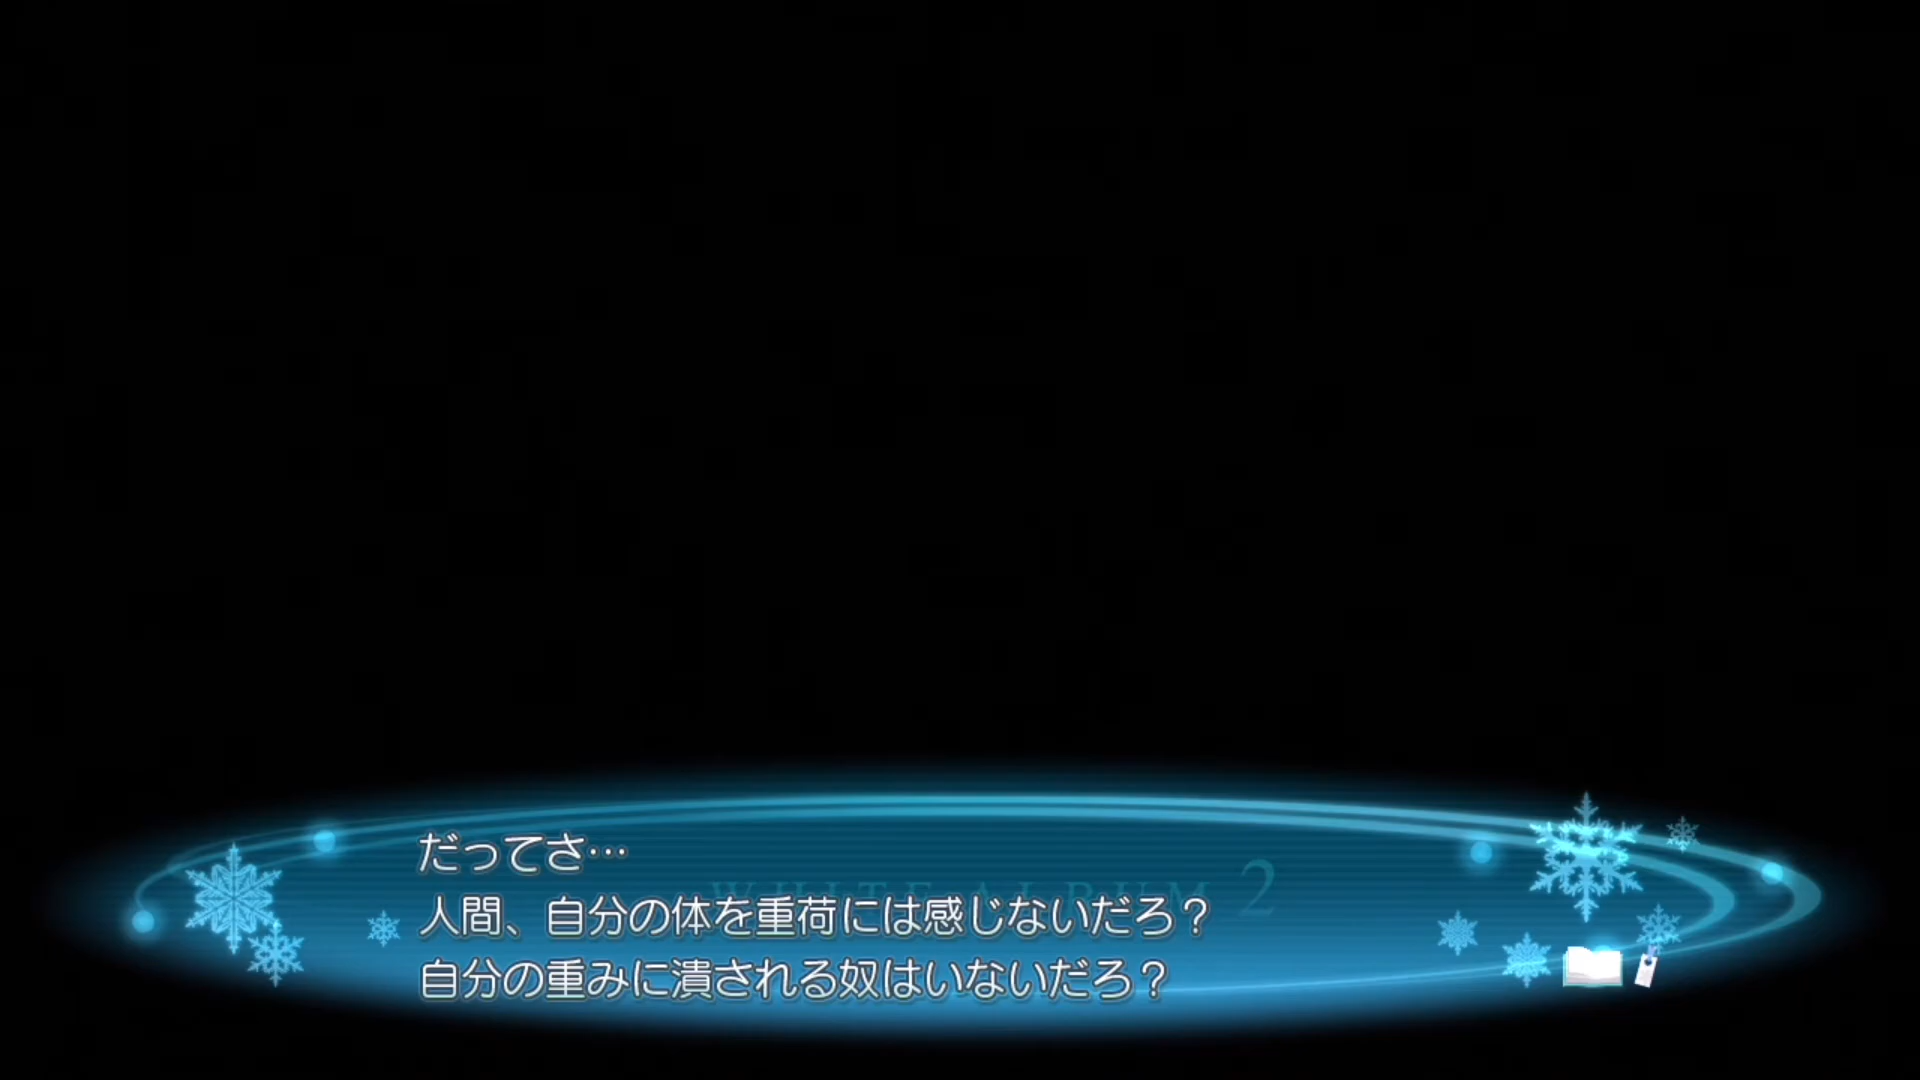 だってさ…
人間、自分の体を重荷には感じないだろ？
自分の重みに潰される奴はいないだろ？
WHITE ALBUM 2